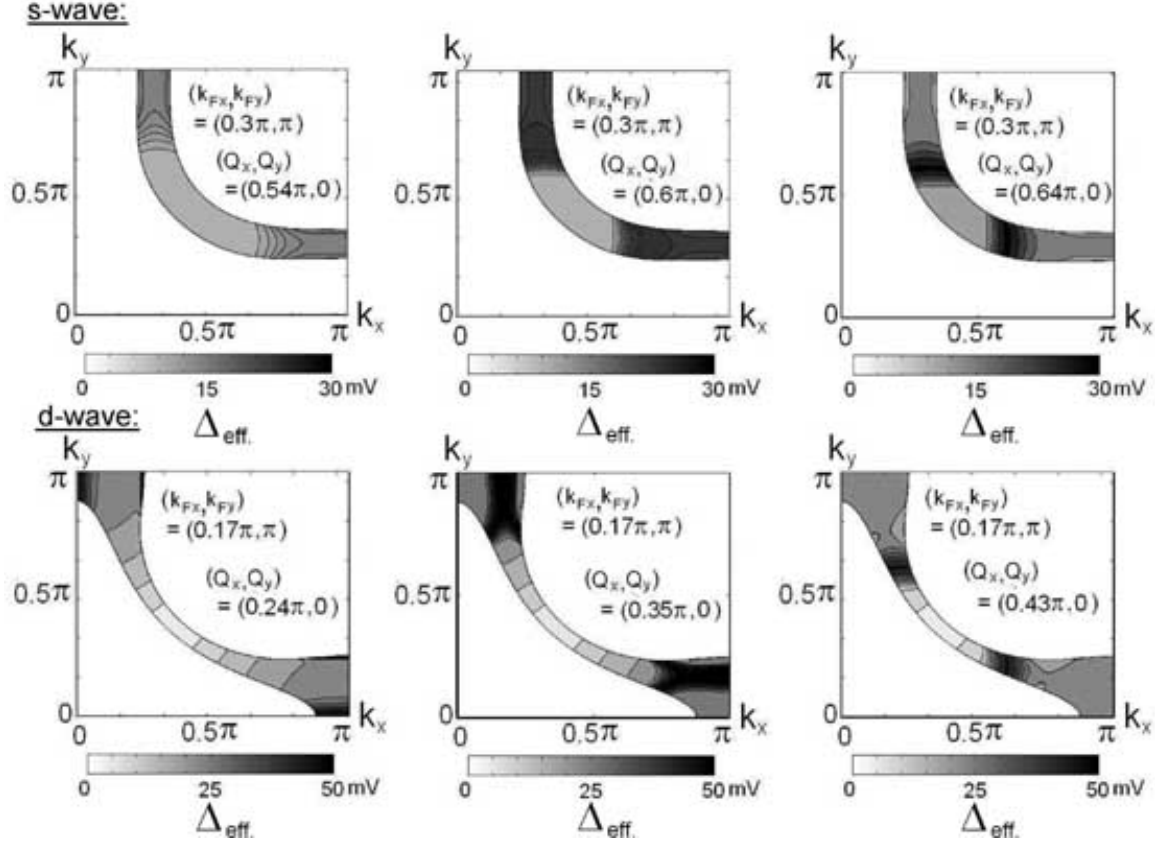 s-wave:
k_y
π
0.5π
0
(k_Fx,k_Fy)
= (0.3π,π)
(Q_x,Q_y)
=(0.54π,0)
0 0.5π π k_x
0 15 30 mV
Δ_eff.
k_y
π
0.5π
0
(k_Fx,k_Fy)
= (0.3π,π)
(Q_x,Q_y)
=(0.6π,0)
0 0.5π π k_x
0 15 30 mV
Δ_eff.
k_y
π
0.5π
0
(k_Fx,k_Fy)
= (0.3π,π)
(Q_x,Q_y)
=(0.64π,0)
0 0.5π π k_x
0 15 30 mV
Δ_eff.
d-wave:
k_y
π
0.5π
0
(k_Fx,k_Fy)
= (0.17π,π)
(Q_x,Q_y)
= (0.24π,0)
0 0.5π π k_x
0 25 50 mV
Δ_eff.
k_y
π
0.5π
0
(k_Fx,k_Fy)
= (0.17π,π)
(Q_x,Q_y)
= (0.35π,0)
0 0.5π π k_x
0 25 50 mV
Δ_eff.
k_y
π
0.5π
0
(k_Fx,k_Fy)
= (0.17π,π)
(Q_x,Q_y)
= (0.43π,0)
0 0.5π π k_x
0 25 50 mV
Δ_eff.